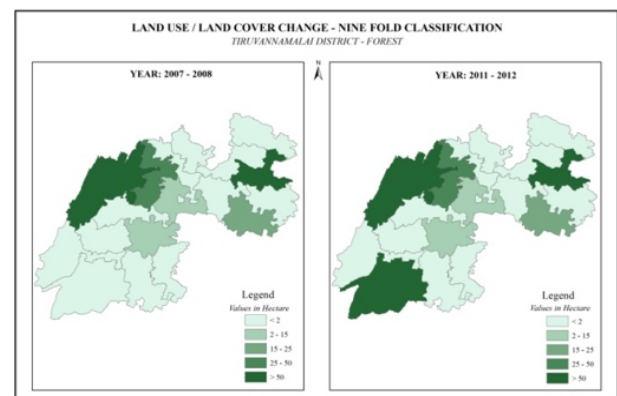 LAND USE / LAND COVER CHANGE - NINE FOLD CLASSIFICATION
TIRUVANNAMALAI DISTRICT - FOREST
YEAR: 2007 - 2008
N
YEAR: 2011 - 2012
Legend
Values in Hectare
< 2
2 - 15
15 - 25
25 - 50
> 50
Legend
Values in Hectare
< 2
2 - 15
15 - 25
25 - 50
> 50